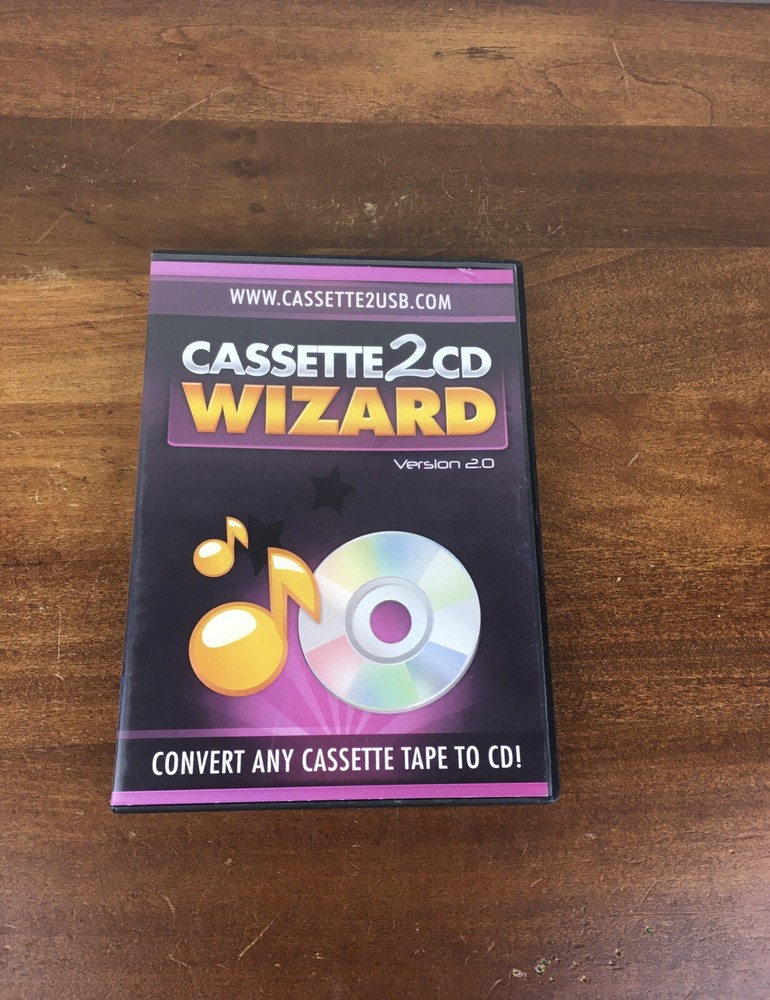 WWW.CASSETTE2USB.COM
CASSETTE2CD
WIZARD
Version 2.0
CONVERT ANY CASSETTE TAPE TO CD!